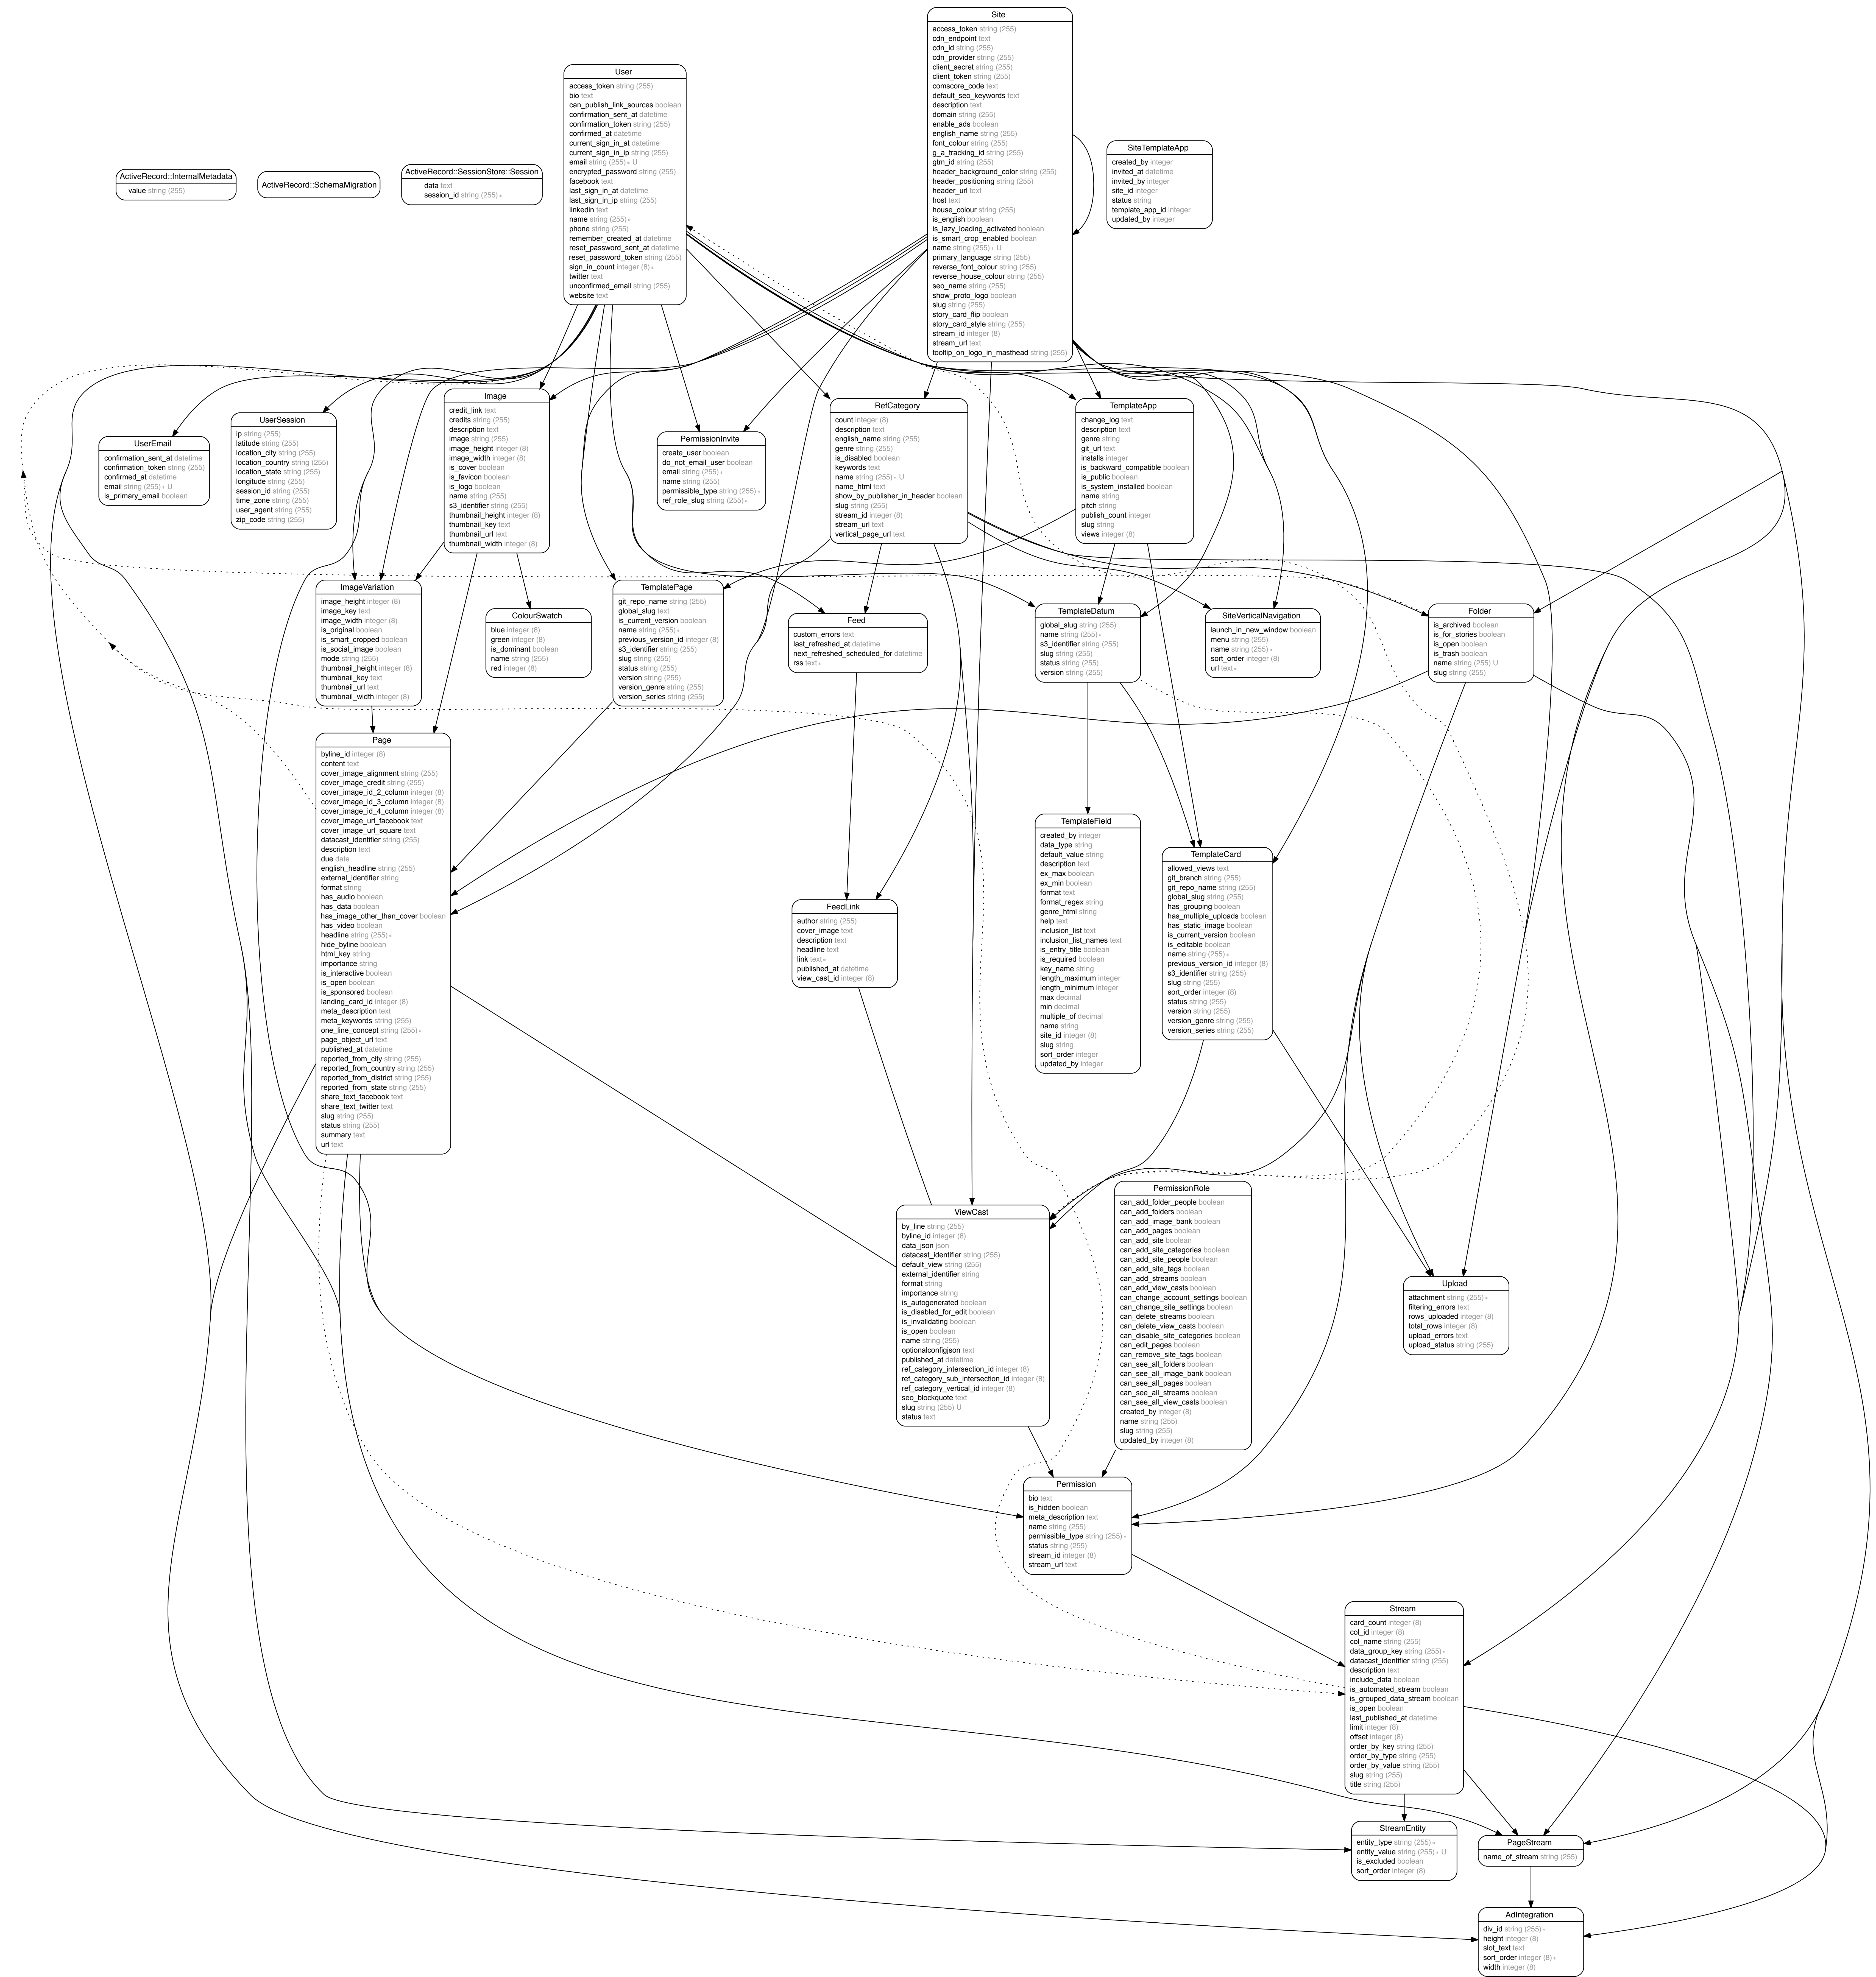 Site
access_token string (255)
cdn_endpoint text
cdn_id string (255)
cdn_provider string (255)
client_secret string (255)
client_token string (255)
comscore_code text
default_seo_keywords text
description text
domain string (255)
enable_ads boolean
english_name string (255)
font_colour string (255)
g_a_tracking_id string (255)
gtm_id string (255)
header_background_color string (255)
header_positioning string (255)
header_url text
host text
house_colour string (255)
is_english boolean
is_lazy_loading_activated boolean
is_smart_crop_enabled boolean
name string (255) ∗ U
primary_language string (255)
reverse_font_colour string (255)
reverse_house_colour string (255)
seo_name string (255)
show_proto_logo boolean
slug string (255)
story_card_flip boolean
story_card_style string (255)
stream_id integer (8)
stream_url text
tooltip_on_logo_in_masthead string (255)
User
access_token string (255)
bio text
can_publish_link_sources boolean
confirmation_sent_at datetime
confirmation_token string (255)
confirmed_at datetime
current_sign_in_at datetime
current_sign_in_ip string (255)
email string (255) ∗ U
encrypted_password string (255)
facebook text
last_sign_in_at datetime
last_sign_in_ip string (255)
linkedin text
name string (255) ∗
phone string (255)
remember_created_at datetime
reset_password_sent_at datetime
reset_password_token string (255)
sign_in_count integer (8) ∗
twitter text
unconfirmed_email string (255)
website text
SiteTemplateApp
created_by integer
invited_at datetime
invited_by integer
site_id integer
status string
template_app_id integer
updated_by integer
ActiveRecord::InternalMetadata
value string (255)
ActiveRecord::SchemaMigration
ActiveRecord::SessionStore::Session
data text
session_id string (255) ∗
Image
credit_link text
credits string (255)
description text
image string (255)
image_height integer (8)
image_width integer (8)
is_cover boolean
is_favicon boolean
is_logo boolean
name string (255)
s3_identifier string (255)
thumbnail_height integer (8)
thumbnail_key text
thumbnail_url text
thumbnail_width integer (8)
RefCategory
count integer (8)
description text
english_name string (255)
genre string (255)
is_disabled boolean
keywords text
name string (255) ∗ U
name_html text
show_by_publisher_in_header boolean
slug string (255)
stream_id integer (8)
stream_url text
vertical_page_url text
TemplateApp
change_log text
description text
genre string
git_url text
installs integer
is_backward_compatible boolean
is_public boolean
is_system_installed boolean
name string
pitch string
publish_count integer
slug string
views integer (8)
UserSession
ip string (255)
latitude string (255)
location_city string (255)
location_country string (255)
location_state string (255)
longitude string (255)
session_id string (255)
time_zone string (255)
user_agent string (255)
zip_code string (255)
UserEmail
confirmation_sent_at datetime
confirmation_token string (255)
confirmed_at datetime
email string (255) ∗ U
is_primary_email boolean
PermissionInvite
create_user boolean
do_not_email_user boolean
email string (255) ∗
name string (255)
permissible_type string (255) ∗
ref_role_slug string (255) ∗
ImageVariation
image_height integer (8)
image_key text
image_width integer (8)
is_original boolean
is_smart_cropped boolean
is_social_image boolean
mode string (255)
thumbnail_height integer (8)
thumbnail_key text
thumbnail_url text
thumbnail_width integer (8)
ColourSwatch
blue integer (8)
green integer (8)
is_dominant boolean
name string (255)
red integer (8)
TemplatePage
git_repo_name string (255)
global_slug text
is_current_version boolean
name string (255) ∗
previous_version_id integer (8)
s3_identifier string (255)
slug string (255)
status string (255)
version string (255)
version_genre string (255)
version_series string (255)
Feed
custom_errors text
last_refreshed_at datetime
next_refreshed_scheduled_for datetime
rss text ∗
TemplateDatum
global_slug string (255)
name string (255) ∗
s3_identifier string (255)
slug string (255)
status string (255)
version string (255)
SiteVerticalNavigation
launch_in_new_window boolean
menu string (255)
name string (255) ∗
sort_order integer (8)
url text ∗
Folder
is_archived boolean
is_for_stories boolean
is_open boolean
is_trash boolean
name string (255) U
slug string (255)
Page
byline_id integer (8)
content text
cover_image_alignment string (255)
cover_image_credit string (255)
cover_image_id_2_column integer (8)
cover_image_id_3_column integer (8)
cover_image_id_4_column integer (8)
cover_image_url_facebook text
cover_image_url_square text
datacast_identifier string (255)
description text
due date
english_headline string (255)
external_identifier string
format string
has_audio boolean
has_data boolean
has_image_other_than_cover boolean
has_video boolean
headline string (255) ∗
hide_byline boolean
html_key string
importance string
is_interactive boolean
is_open boolean
is_sponsored boolean
landing_card_id integer (8)
meta_description text
meta_keywords string (255)
one_line_concept string (255) ∗
page_object_url text
published_at datetime
reported_from_city string (255)
reported_from_country string (255)
reported_from_district string (255)
reported_from_state string (255)
share_text_facebook text
share_text_twitter text
slug string (255)
status string (255)
summary text
url text
TemplateField
created_by integer
data_type string
default_value string
description text
ex_max boolean
ex_min boolean
format text
format_regex string
genre_html string
help text
inclusion_list text
inclusion_list_names text
is_entry_title boolean
is_required boolean
key_name string
length_maximum integer
length_minimum integer
max decimal
min decimal
multiple_of decimal
name string
site_id integer (8)
slug string
sort_order integer
updated_by integer
TemplateCard
allowed_views text
git_branch string (255)
git_repo_name string (255)
global_slug string (255)
has_grouping boolean
has_multiple_uploads boolean
has_static_image boolean
is_current_version boolean
is_editable boolean
name string (255) ∗
previous_version_id integer (8)
s3_identifier string (255)
slug string (255)
sort_order integer (8)
status string (255)
version string (255)
version_genre string (255)
version_series string (255)
FeedLink
author string (255)
cover_image text
description text
headline text
link text ∗
published_at datetime
view_cast_id integer (8)
ViewCast
by_line string (255)
byline_id integer (8)
data_json json
datacast_identifier string (255)
default_view string (255)
external_identifier string
format string
importance string
is_autogenerated boolean
is_disabled_for_edit boolean
is_invalidating boolean
is_open boolean
name string (255)
optionalconfigjson text
published_at datetime
ref_category_intersection_id integer (8)
ref_category_sub_intersection_id integer (8)
ref_category_vertical_id integer (8)
seo_blockquote text
slug string (255) U
status text
PermissionRole
can_add_folder_people boolean
can_add_folders boolean
can_add_image_bank boolean
can_add_pages boolean
can_add_site boolean
can_add_site_categories boolean
can_add_site_people boolean
can_add_site_tags boolean
can_add_streams boolean
can_add_view_casts boolean
can_change_account_settings boolean
can_change_site_settings boolean
can_delete_streams boolean
can_delete_view_casts boolean
can_disable_site_categories boolean
can_edit_pages boolean
can_remove_site_tags boolean
can_see_all_folders boolean
can_see_all_image_bank boolean
can_see_all_pages boolean
can_see_all_streams boolean
can_see_all_view_casts boolean
created_by integer (8)
name string (255)
slug string (255)
updated_by integer (8)
Upload
attachment string (255) ∗
filtering_errors text
rows_uploaded integer (8)
total_rows integer (8)
upload_errors text
upload_status string (255)
Permission
bio text
is_hidden boolean
meta_description text
name string (255)
permissible_type string (255) ∗
status string (255)
stream_id integer (8)
stream_url text
Stream
card_count integer (8)
col_id integer (8)
col_name string (255)
data_group_key string (255) ∗
datacast_identifier string (255)
description text
include_data boolean
is_automated_stream boolean
is_grouped_data_stream boolean
is_open boolean
last_published_at datetime
limit integer (8)
offset integer (8)
order_by_key string (255)
order_by_type string (255)
order_by_value string (255)
slug string (255)
title string (255)
StreamEntity
entity_type string (255) ∗
entity_value string (255) ∗ U
is_excluded boolean
sort_order integer (8)
PageStream
name_of_stream string (255)
AdIntegration
div_id string (255) ∗
height integer (8)
slot_text text
sort_order integer (8) ∗
width integer (8)